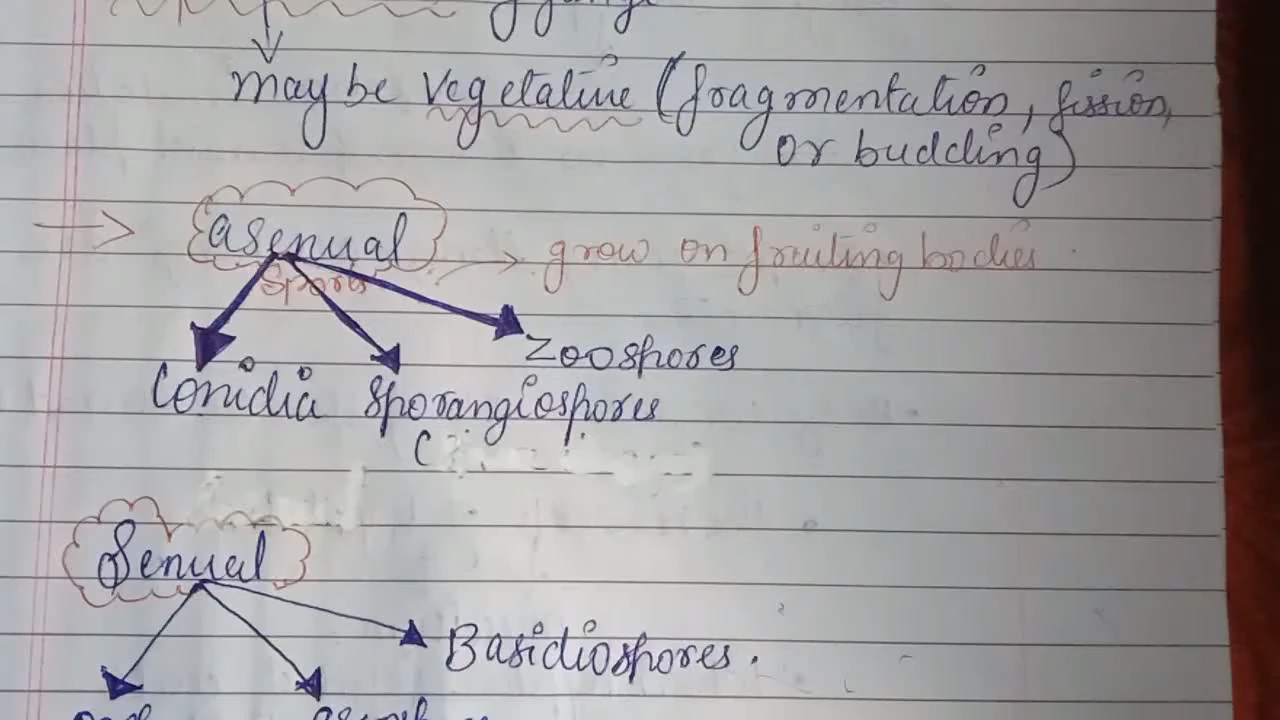 may be vegetative (fragmentation, fission,
or budding)
asexual → grow on fruiting bodies.
spores
Zoospores
Conidia sporangiospores
(
Sexual
Basidiospores.